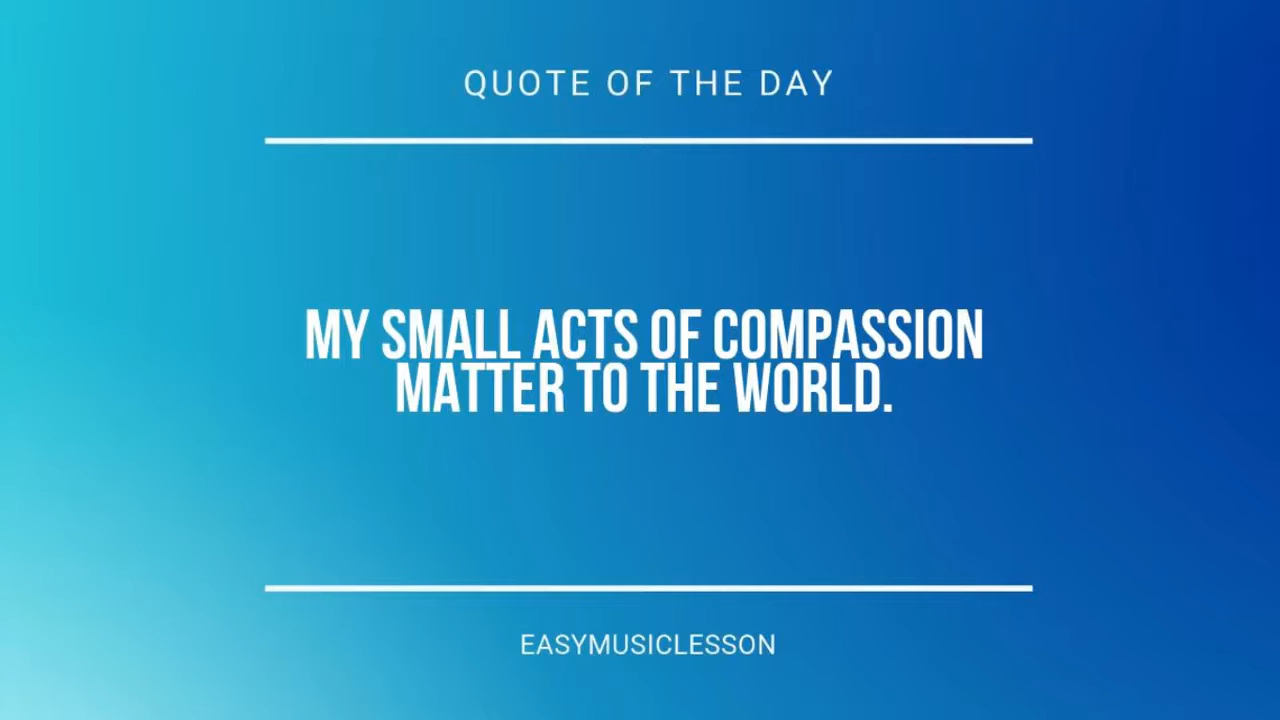 QUOTE OF THE DAY
MY SMALL ACTS OF COMPASSION
MATTER TO THE WORLD.
EASYMUSICLESSON